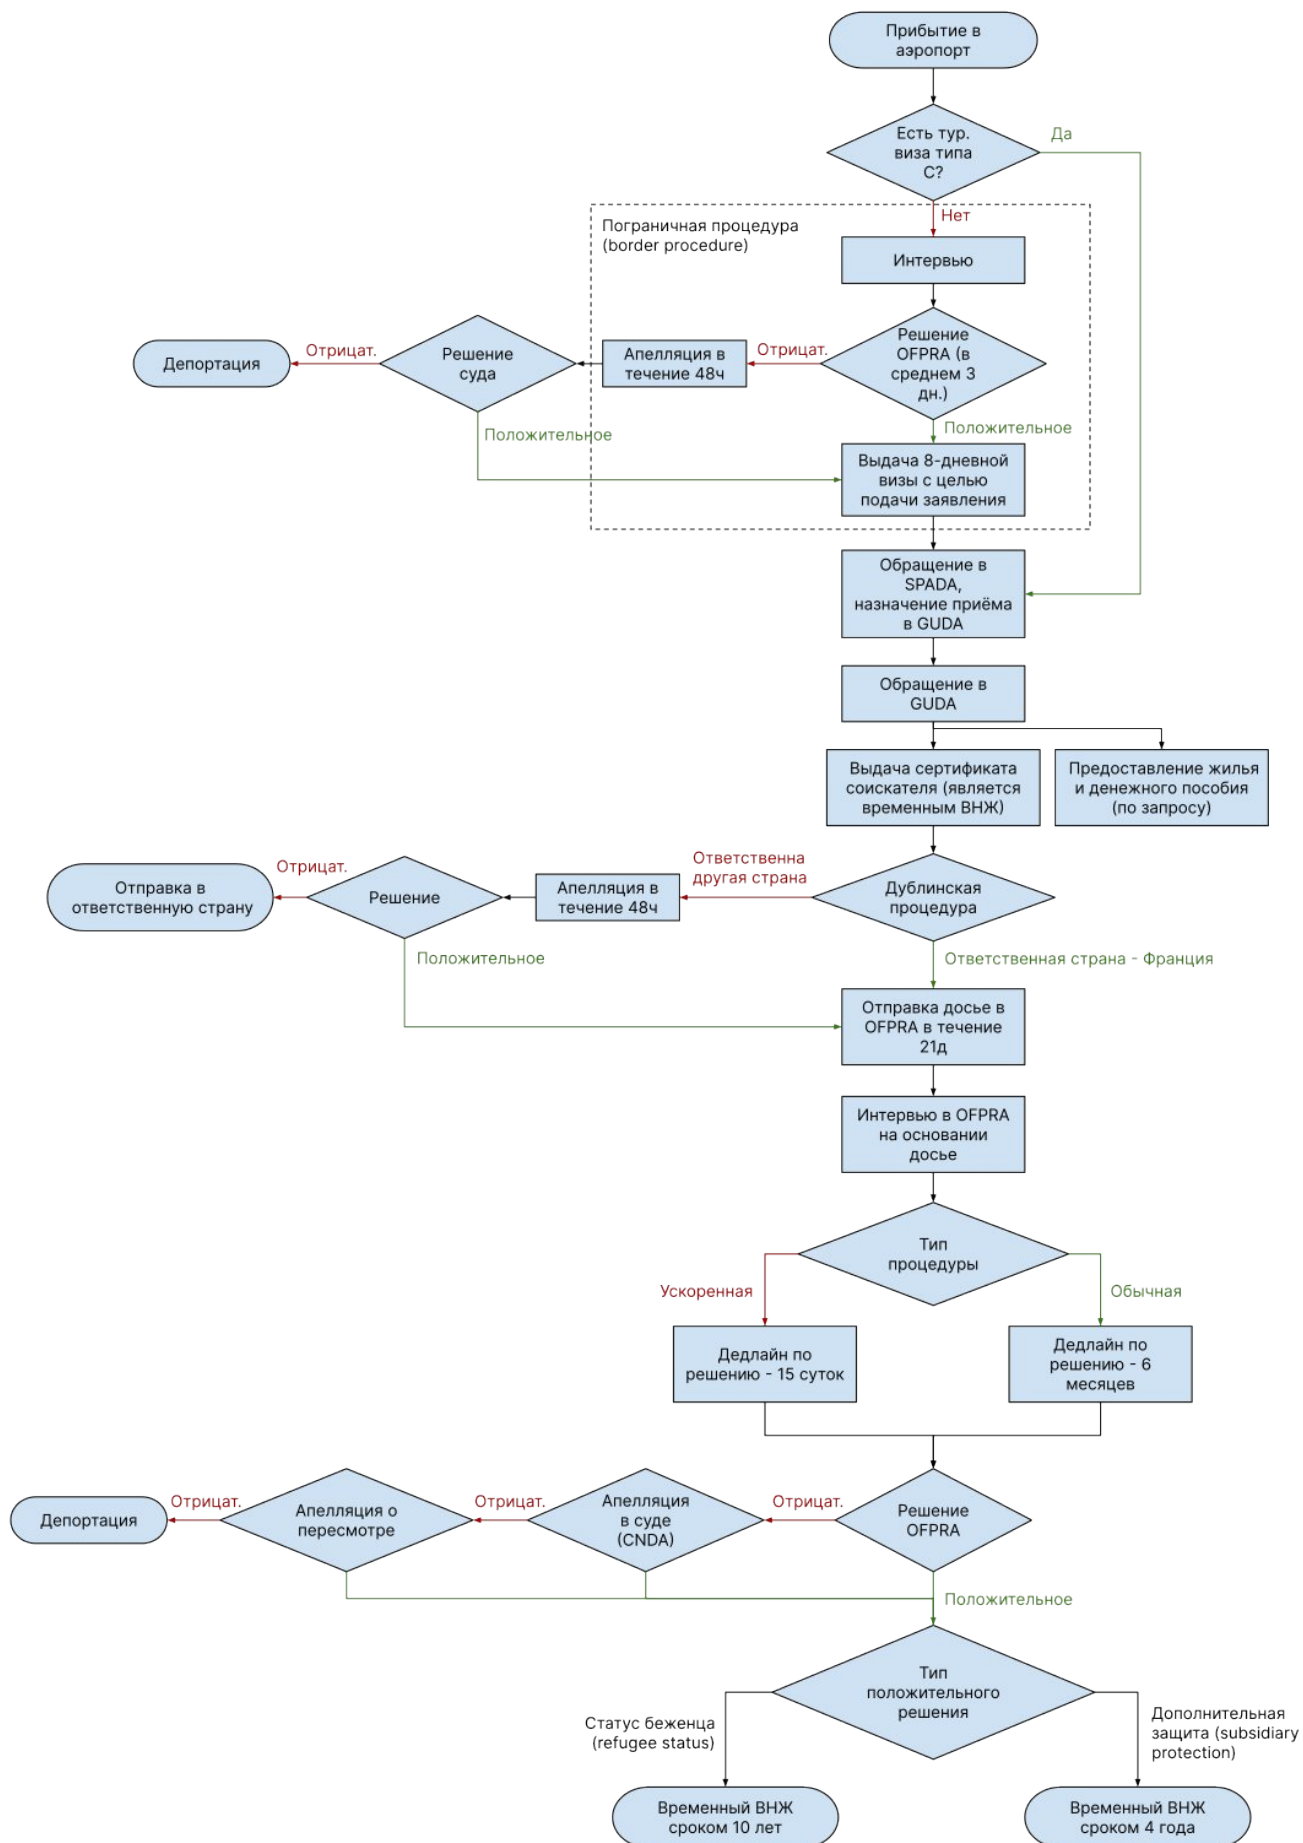 Прибытие в
аэропорт
Есть тур.
виза типа
C?
Да
Нет
Пограничная процедура
(border procedure)
Интервью
Решение
OFPRA (в
среднем 3
дн.)
Отрицат.
Апелляция в
течение 48ч
Решение
суда
Отрицат.
Депортация
Положительное
Положительное
Выдача 8-дневной
визы с целью
подачи заявления
Обращение в
SPADA,
назначение приёма
в GUDA
Обращение в
GUDA
Выдача сертификата
соискателя (является
временным ВНЖ)
Предоставление жилья
и денежного пособия
(по запросу)
Дублинская
процедура
Ответственна
другая страна
Апелляция в
течение 48ч
Решение
Отрицат.
Отправка в
ответственную страну
Положительное
Ответственная страна - Франция
Отправка досье в
OFPRA в течение
21д
Интервью в OFPRA
на основании
досье
Тип
процедуры
Ускоренная
Обычная
Дедлайн по
решению - 15 суток
Дедлайн по
решению - 6
месяцев
Решение
OFPRA
Отрицат.
Апелляция
в суде
(CNDA)
Отрицат.
Апелляция о
пересмотре
Отрицат.
Депортация
Положительное
Тип
положительного
решения
Статус беженца
(refugee status)
Дополнительная
защита (subsidiary
protection)
Временный ВНЖ
сроком 10 лет
Временный ВНЖ
сроком 4 года